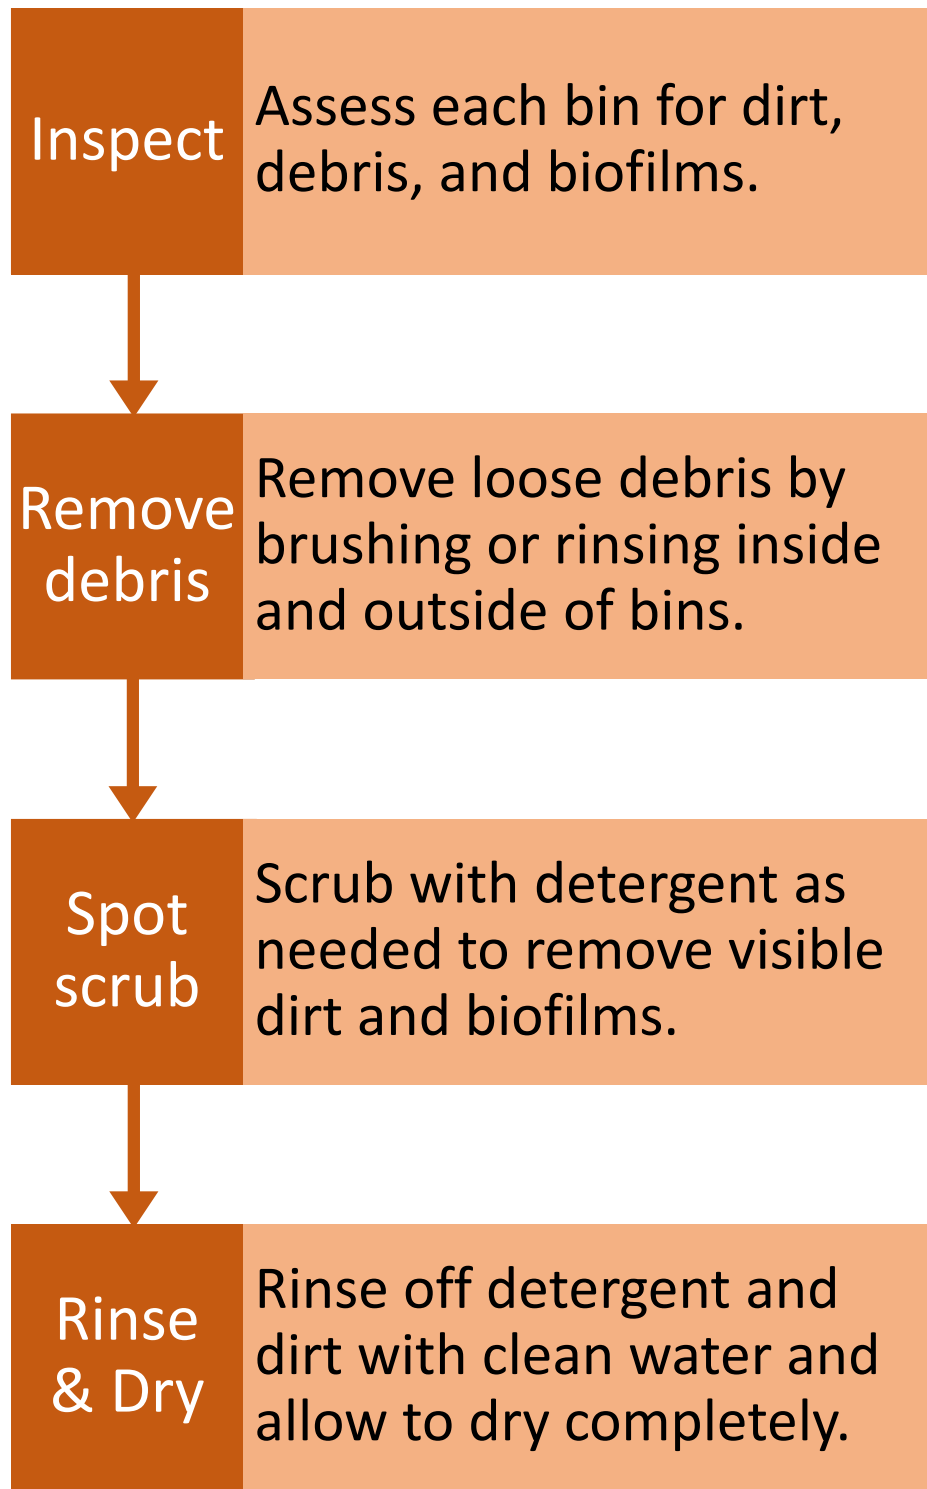 Inspect
Assess each bin for dirt,
debris, and biofilms.
Remove
debris
Remove loose debris by
brushing or rinsing inside
and outside of bins.
Spot
scrub
Scrub with detergent as
needed to remove visible
dirt and biofilms.
Rinse
& Dry
Rinse off detergent and
dirt with clean water and
allow to dry completely.